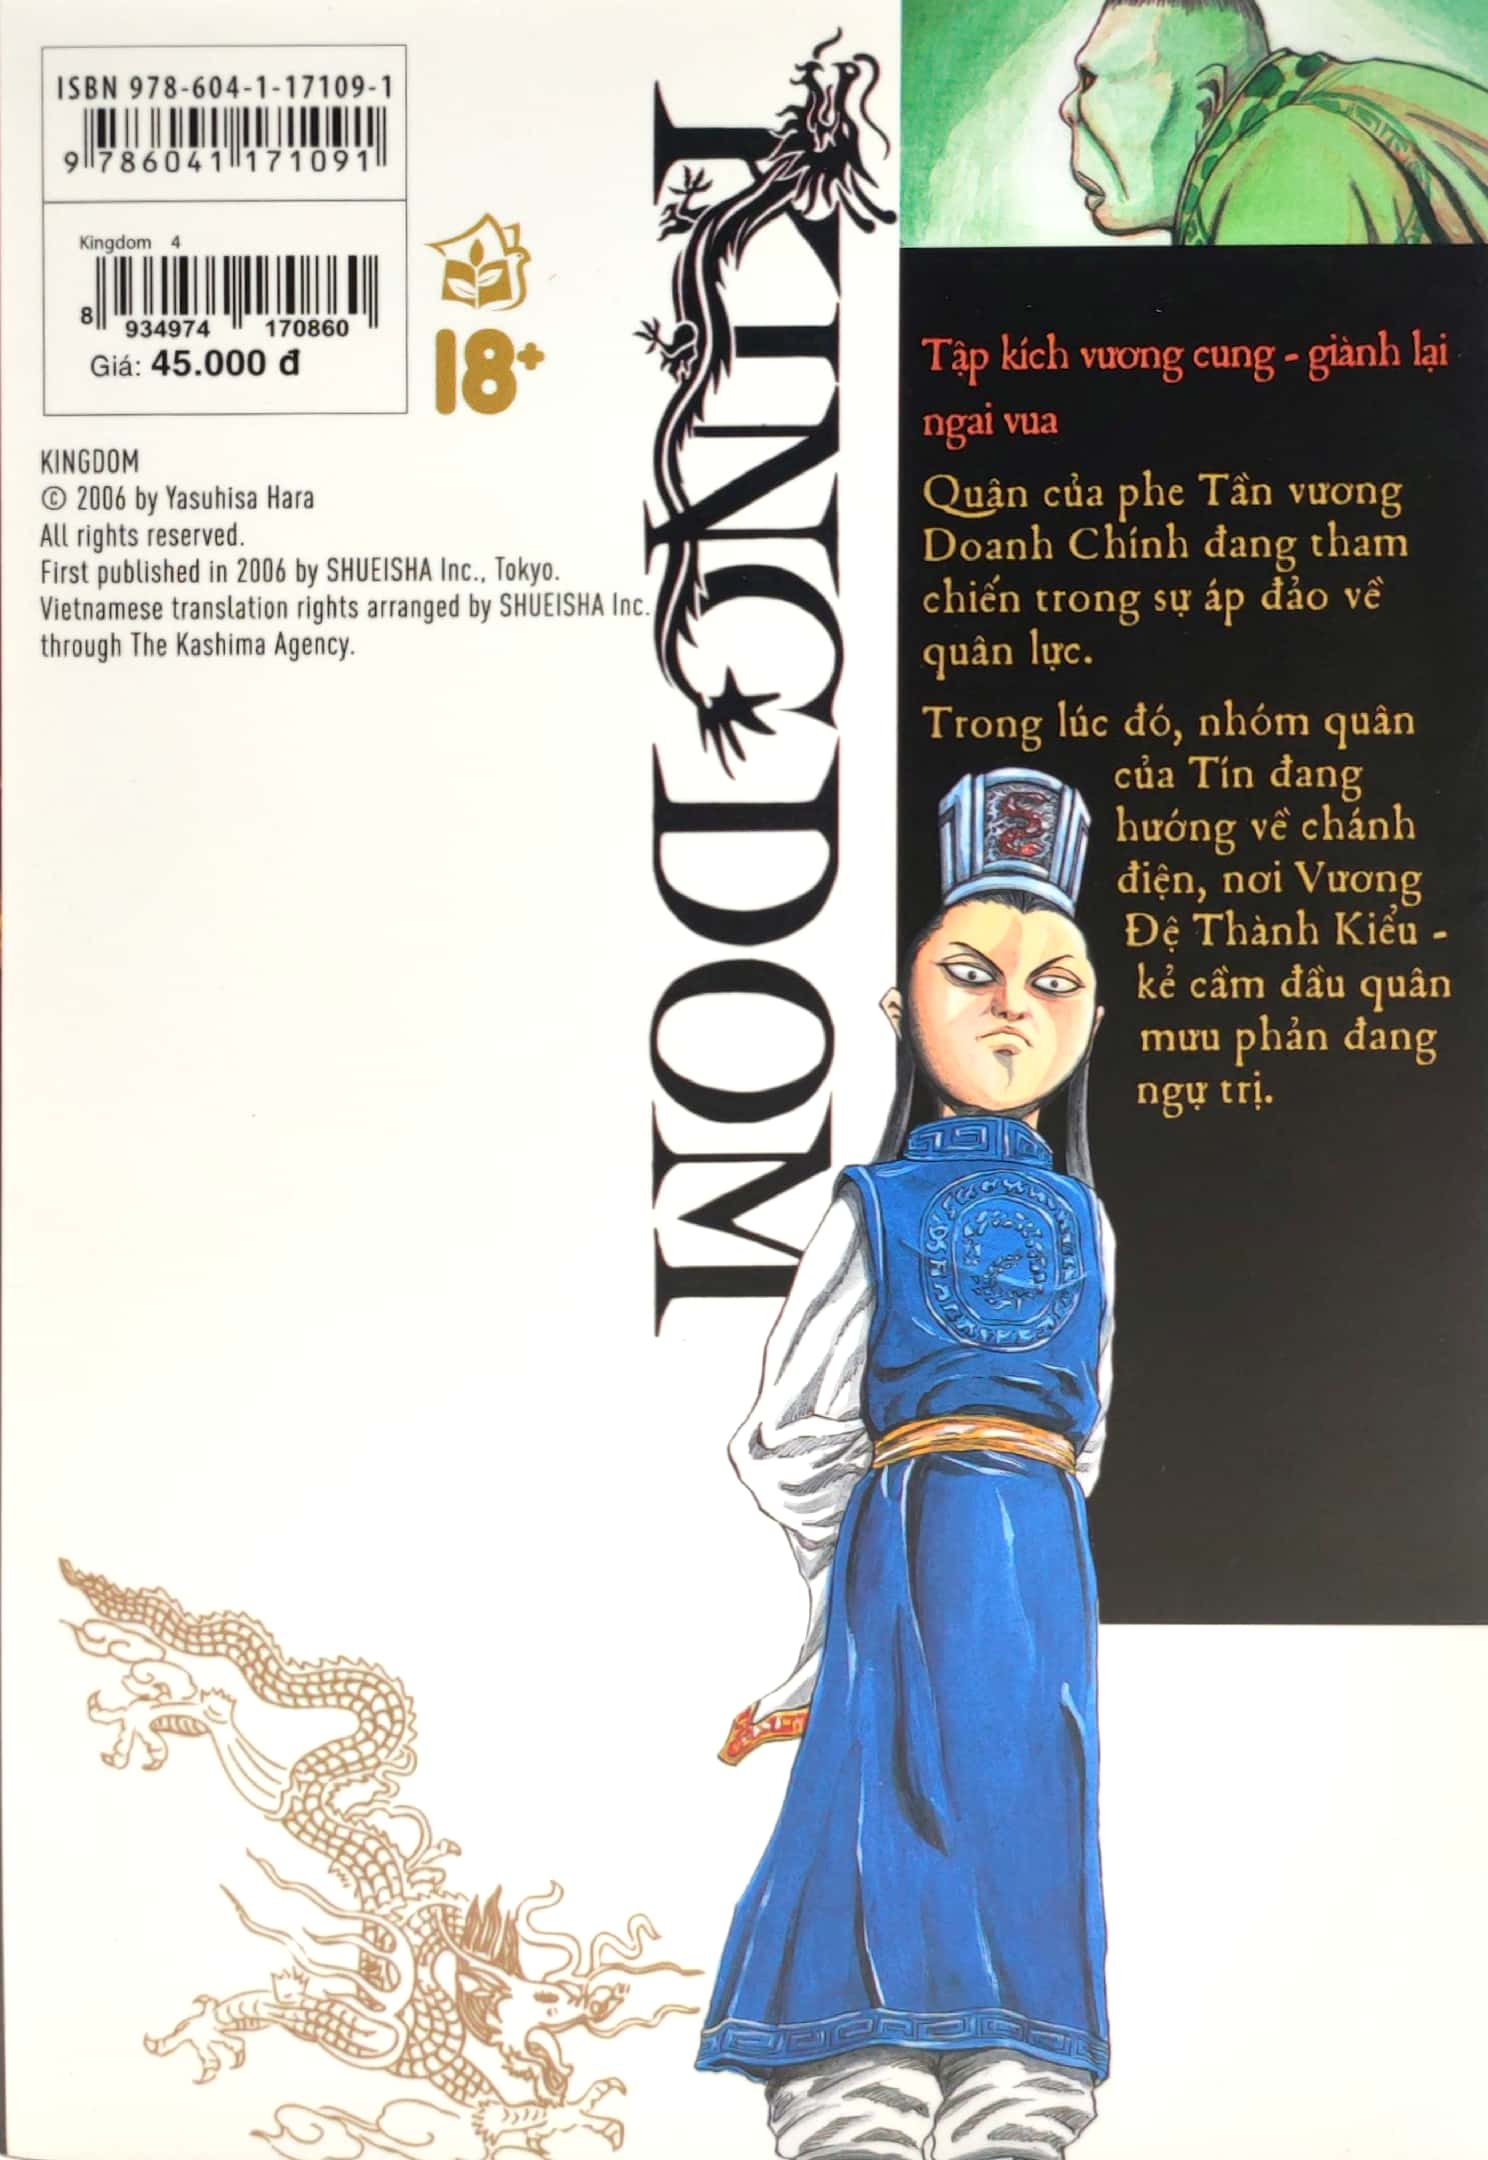 ISBN 978-604-1-17109-1
9 786041 171091
Kingdom 4
8 934974 170860
Giá: 45.000 đ
18+
KINGDOM
© 2006 by Yasuhisa Hara
All rights reserved.
First published in 2006 by SHUEISHA Inc., Tokyo.
Vietnamese translation rights arranged by SHUEISHA Inc.
through The Kashima Agency.
KINGDOM
Tập kích vương cung - giành lại
ngai vua
Quân của phe Tần vương
Doanh Chính đang tham
chiến trong sự áp đảo về
quân lực.
Trong lúc đó, nhóm quân
của Tín đang
hướng về chánh
điện, nơi Vương
Đệ Thành Kiểu -
kẻ cầm đầu quân
mưu phản đang
ngự trị.